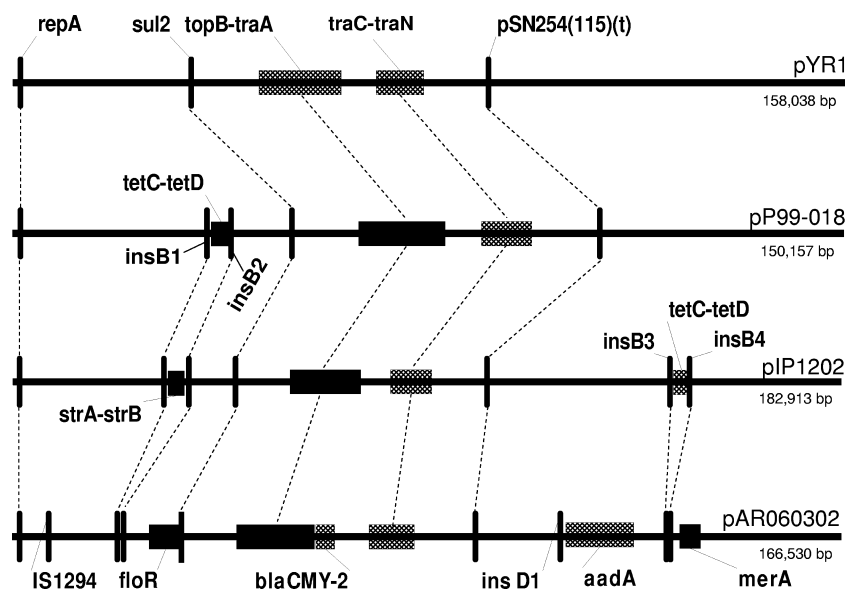 repA sul2 topB-traA traC-traN pSN254(115)(t)
pYR1
158,038 bp
tetC-tetD
pP99-018
150,157 bp
insB1
insB2
tetC-tetD
insB3 insB4
pIP1202
182,913 bp
strA-strB
pAR060302
166,530 bp
IS1294 floR blaCMY-2 ins D1 aadA merA